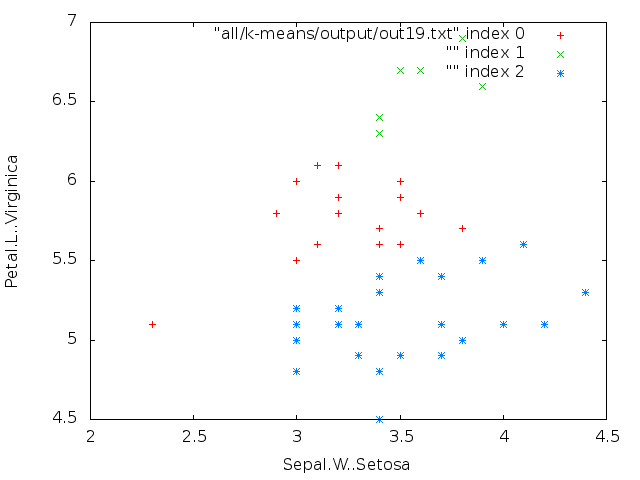 7
"all/k-means/output/out19.txt" index 0
"" index 1
"" index 2
6.5
6
5.5
5
4.5
2
2.5
3
3.5
4
4.5
Petal.L..Virginica
Sepal.W..Setosa